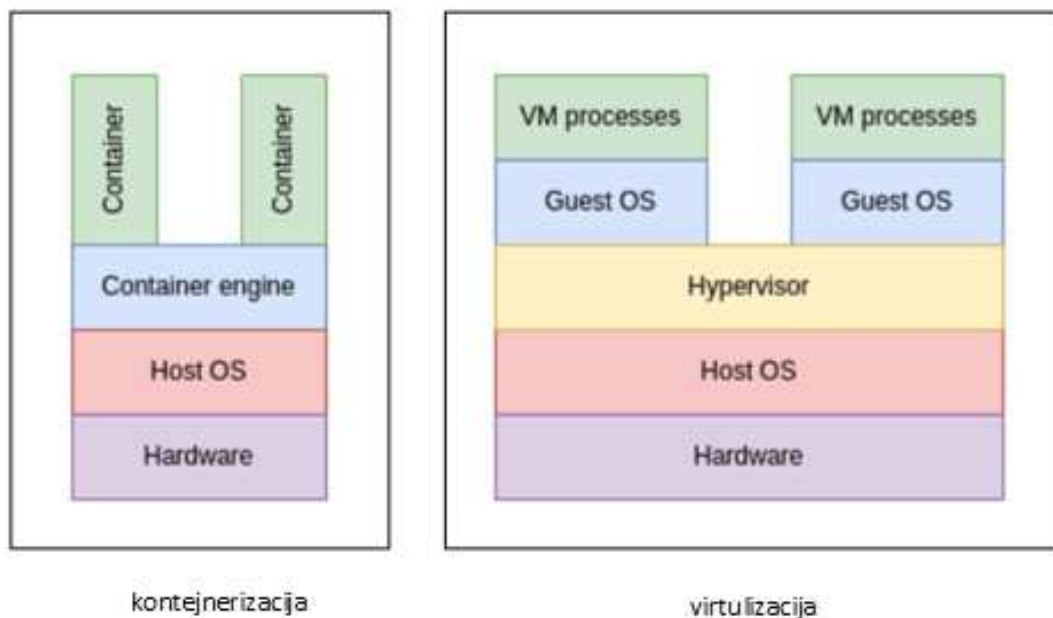 Container
Container
Container engine
Host OS
Hardware
kontejnerizacija
VM processes
VM processes
Guest OS
Guest OS
Hypervisor
Host OS
Hardware
virtulizacija